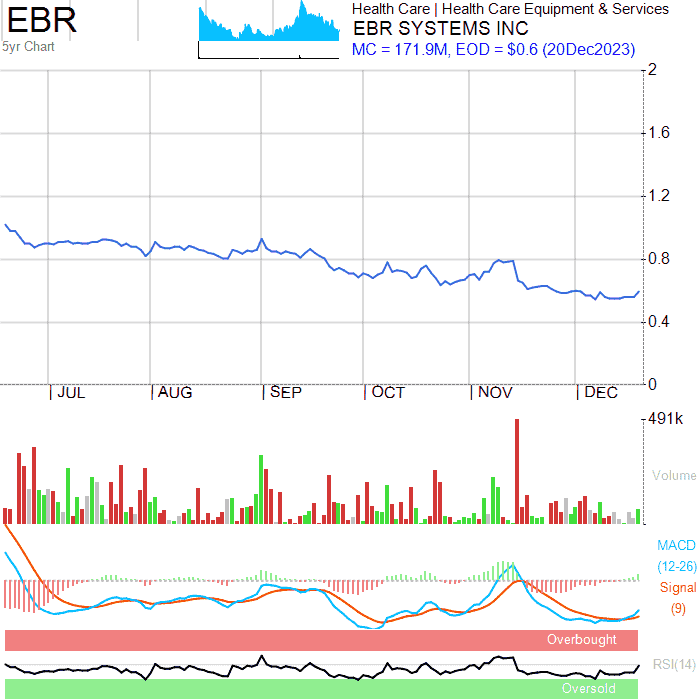 EBR
Health Care | Health Care Equipment & Services
EBR SYSTEMS INC
5yr Chart
MC = 171.9M, EOD = $0.6 (20Dec2023)
2
1.6
1.2
0.8
0.4
0
| JUL | AUG | SEP | OCT | NOV | DEC
491k
Volume
MACD
(12-26)
Signal
(9)
Overbought
RSI(14)
Oversold